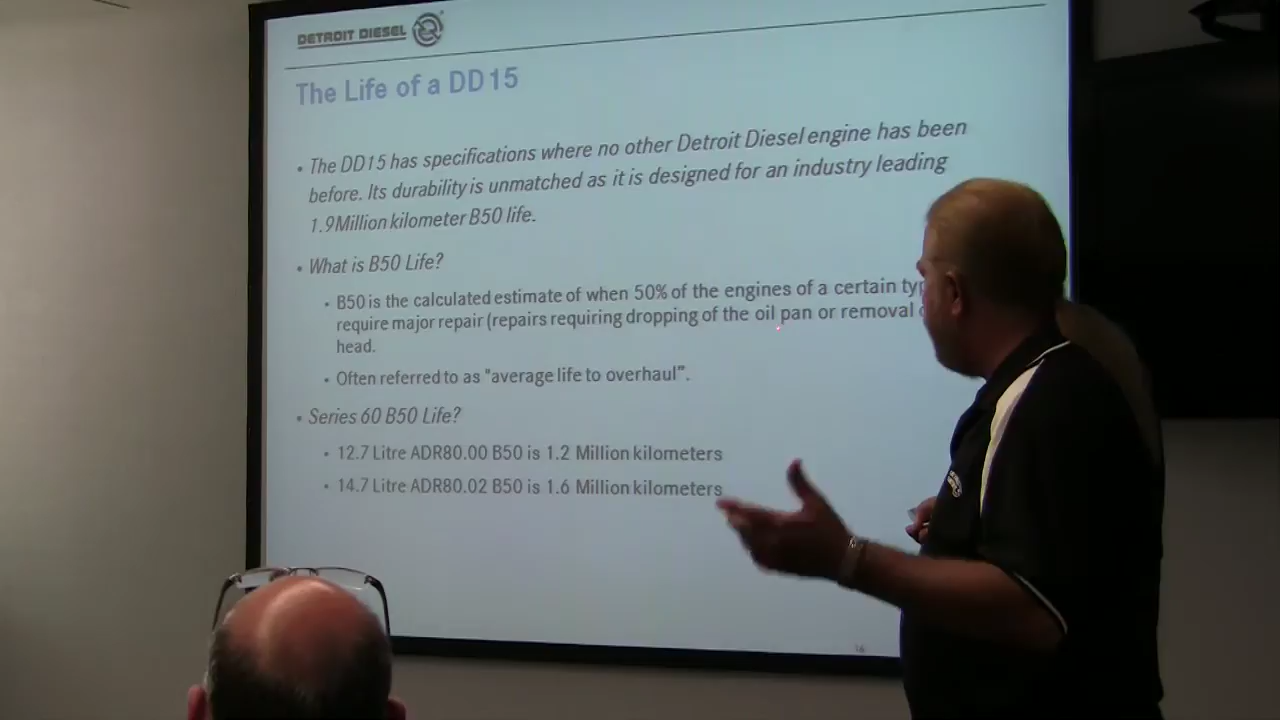 DETROIT DIESEL
The Life of a DD15
• The DD15 has specifications where no other Detroit Diesel engine has been
before. Its durability is unmatched as it is designed for an industry leading
1.9Million kilometer B50 life.
• What is B50 Life?
• B50 is the calculated estimate of when 50% of the engines of a certain
require major repair (repairs requiring dropping of the oil pan or removal
head.
• Often referred to as "average life to overhaul".
• Series 60 B50 Life?
• 12.7 Litre ADR80.00 B50 is 1.2 Million kilometers
• 14.7 Litre ADR80.02 B50 is 1.6 Million kilometers